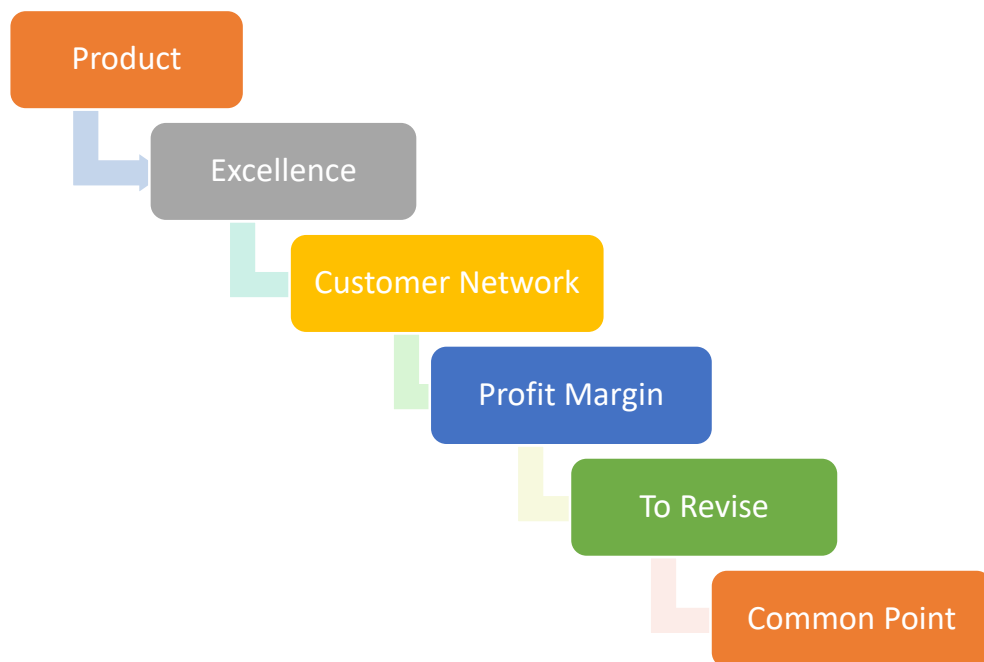 Product
Excellence
Customer Network
Profit Margin
To Revise
Common Point